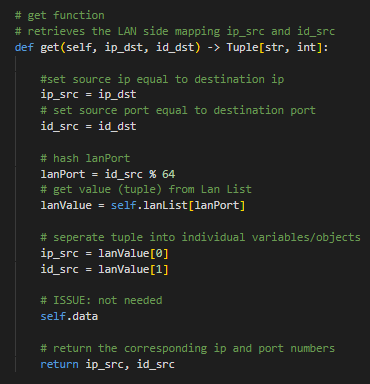 # get function
# retrieves the LAN side mapping ip_src and id_src
def get(self, ip_dst, id_dst) -> Tuple[str, int]:
#set source ip equal to destination ip
ip_src = ip_dst
# set source port equal to destination port
id_src = id_dst
# hash lanPort
lanPort = id_src % 64
# get value (tuple) from Lan List
lanValue = self.lanList[lanPort]
# seperate tuple into individual variables/objects
ip_src = lanValue[0]
id_src = lanValue[1]
# ISSUE: not needed
self.data
# return the corresponding ip and port numbers
return ip_src, id_src